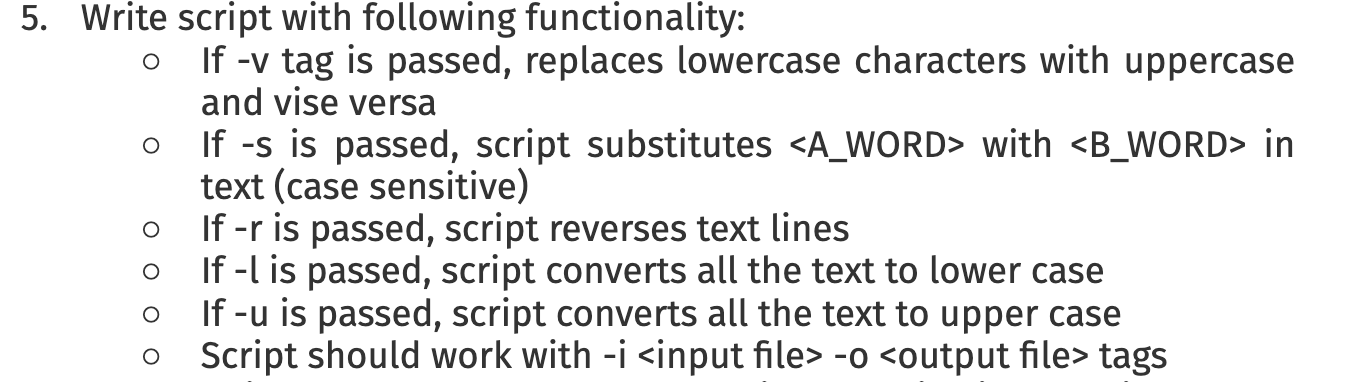 5. Write script with following functionality:
○ If -v tag is passed, replaces lowercase characters with uppercase
and vise versa
○ If -s is passed, script substitutes <A_WORD> with <B_WORD> in
text (case sensitive)
○ If -r is passed, script reverses text lines
○ If -l is passed, script converts all the text to lower case
○ If -u is passed, script converts all the text to upper case
○ Script should work with -i <input file> -o <output file> tags